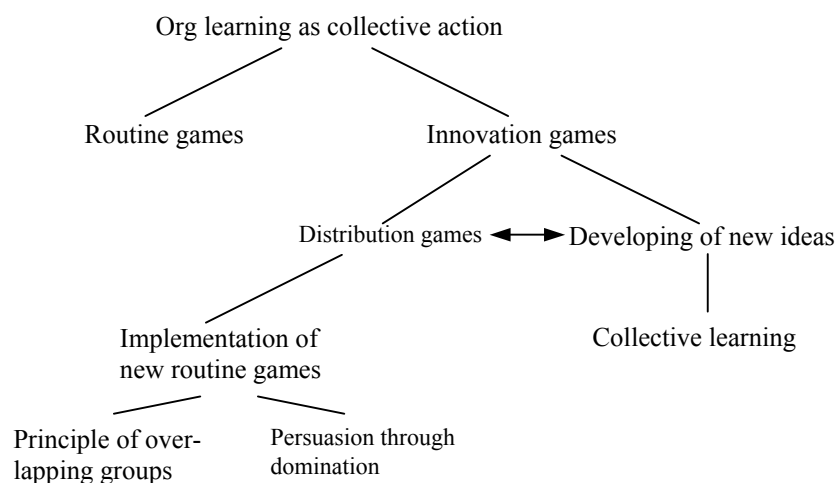 Org learning as collective action
Routine games
Innovation games
Distribution games
Developing of new ideas
Implementation of
new routine games
Collective learning
Principle of over-
lapping groups
Persuasion through
domination